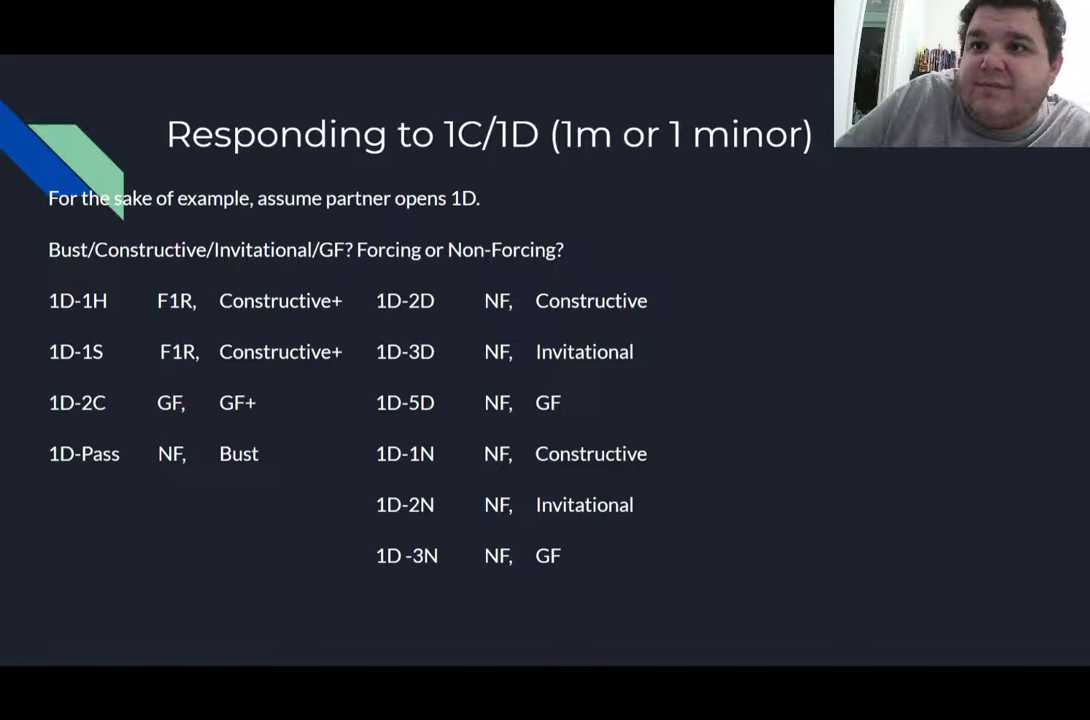 Responding to 1C/1D (1m or 1 minor)
For the sake of example, assume partner opens 1D.
Bust/Constructive/Invitational/GF? Forcing or Non-Forcing?
1D-1H F1R, Constructive+ 1D-2D NF, Constructive
1D-1S F1R, Constructive+ 1D-3D NF, Invitational
1D-2C GF, GF+ 1D-5D NF, GF
1D-Pass NF, Bust 1D-1N NF, Constructive
1D-2N NF, Invitational
1D -3N NF, GF